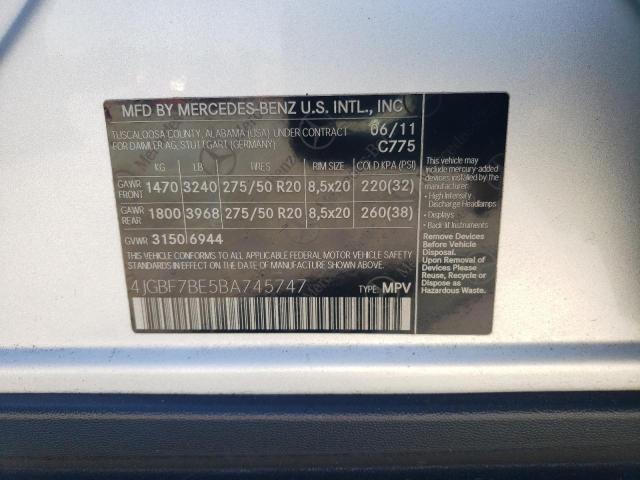 MFD BY MERCEDES-BENZ U.S. INTL., INC
TUSCALOOSA COUNTY, ALABAMA (USA) UNDER CONTRACT 06/11
FOR DAIMLER AG, STUTTGART (GERMANY) C775
KG LB TIRES RIM SIZE COLD KPA (PSI)
GAWR FRONT 1470 3240 275/50 R20 8,5x20 220(32)
GAWR REAR 1800 3968 275/50 R20 8,5x20 260(38)
GVWR 3150 6944
THIS VEHICLE CONFORMS TO ALL APPLICABLE FEDERAL MOTOR VEHICLE SAFETY
STANDARDS IN EFFECT ON THE DATE OF MANUFACTURE SHOWN ABOVE.
4JGBF7BE5BA745747 TYPE: MPV
This vehicle may
include mercury-added
devices installed by the
manufacturer:
• High Intensity
Discharge Headlamps
• Displays
• Back-lit Instruments
Remove Devices
Before Vehicle Disposal.
Upon Removal of
Devices Please
Reuse, Recycle or
Dispose as
Hazardous Waste.